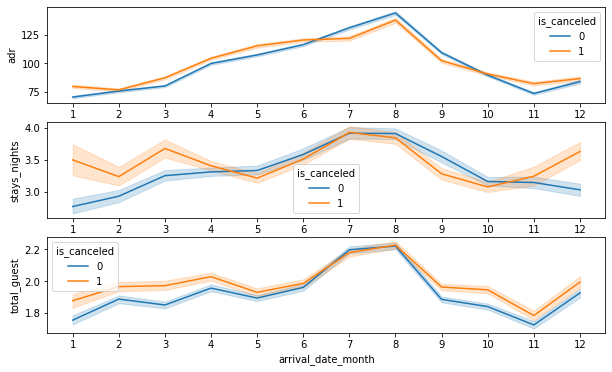 adr
125
100
75
is_canceled
0
1
1 2 3 4 5 6 7 8 9 10 11 12
stays_nights
4.0
3.5
3.0
is_canceled
0
1
1 2 3 4 5 6 7 8 9 10 11 12
total_guest
2.2
2.0
1.8
is_canceled
0
1
1 2 3 4 5 6 7 8 9 10 11 12
arrival_date_month